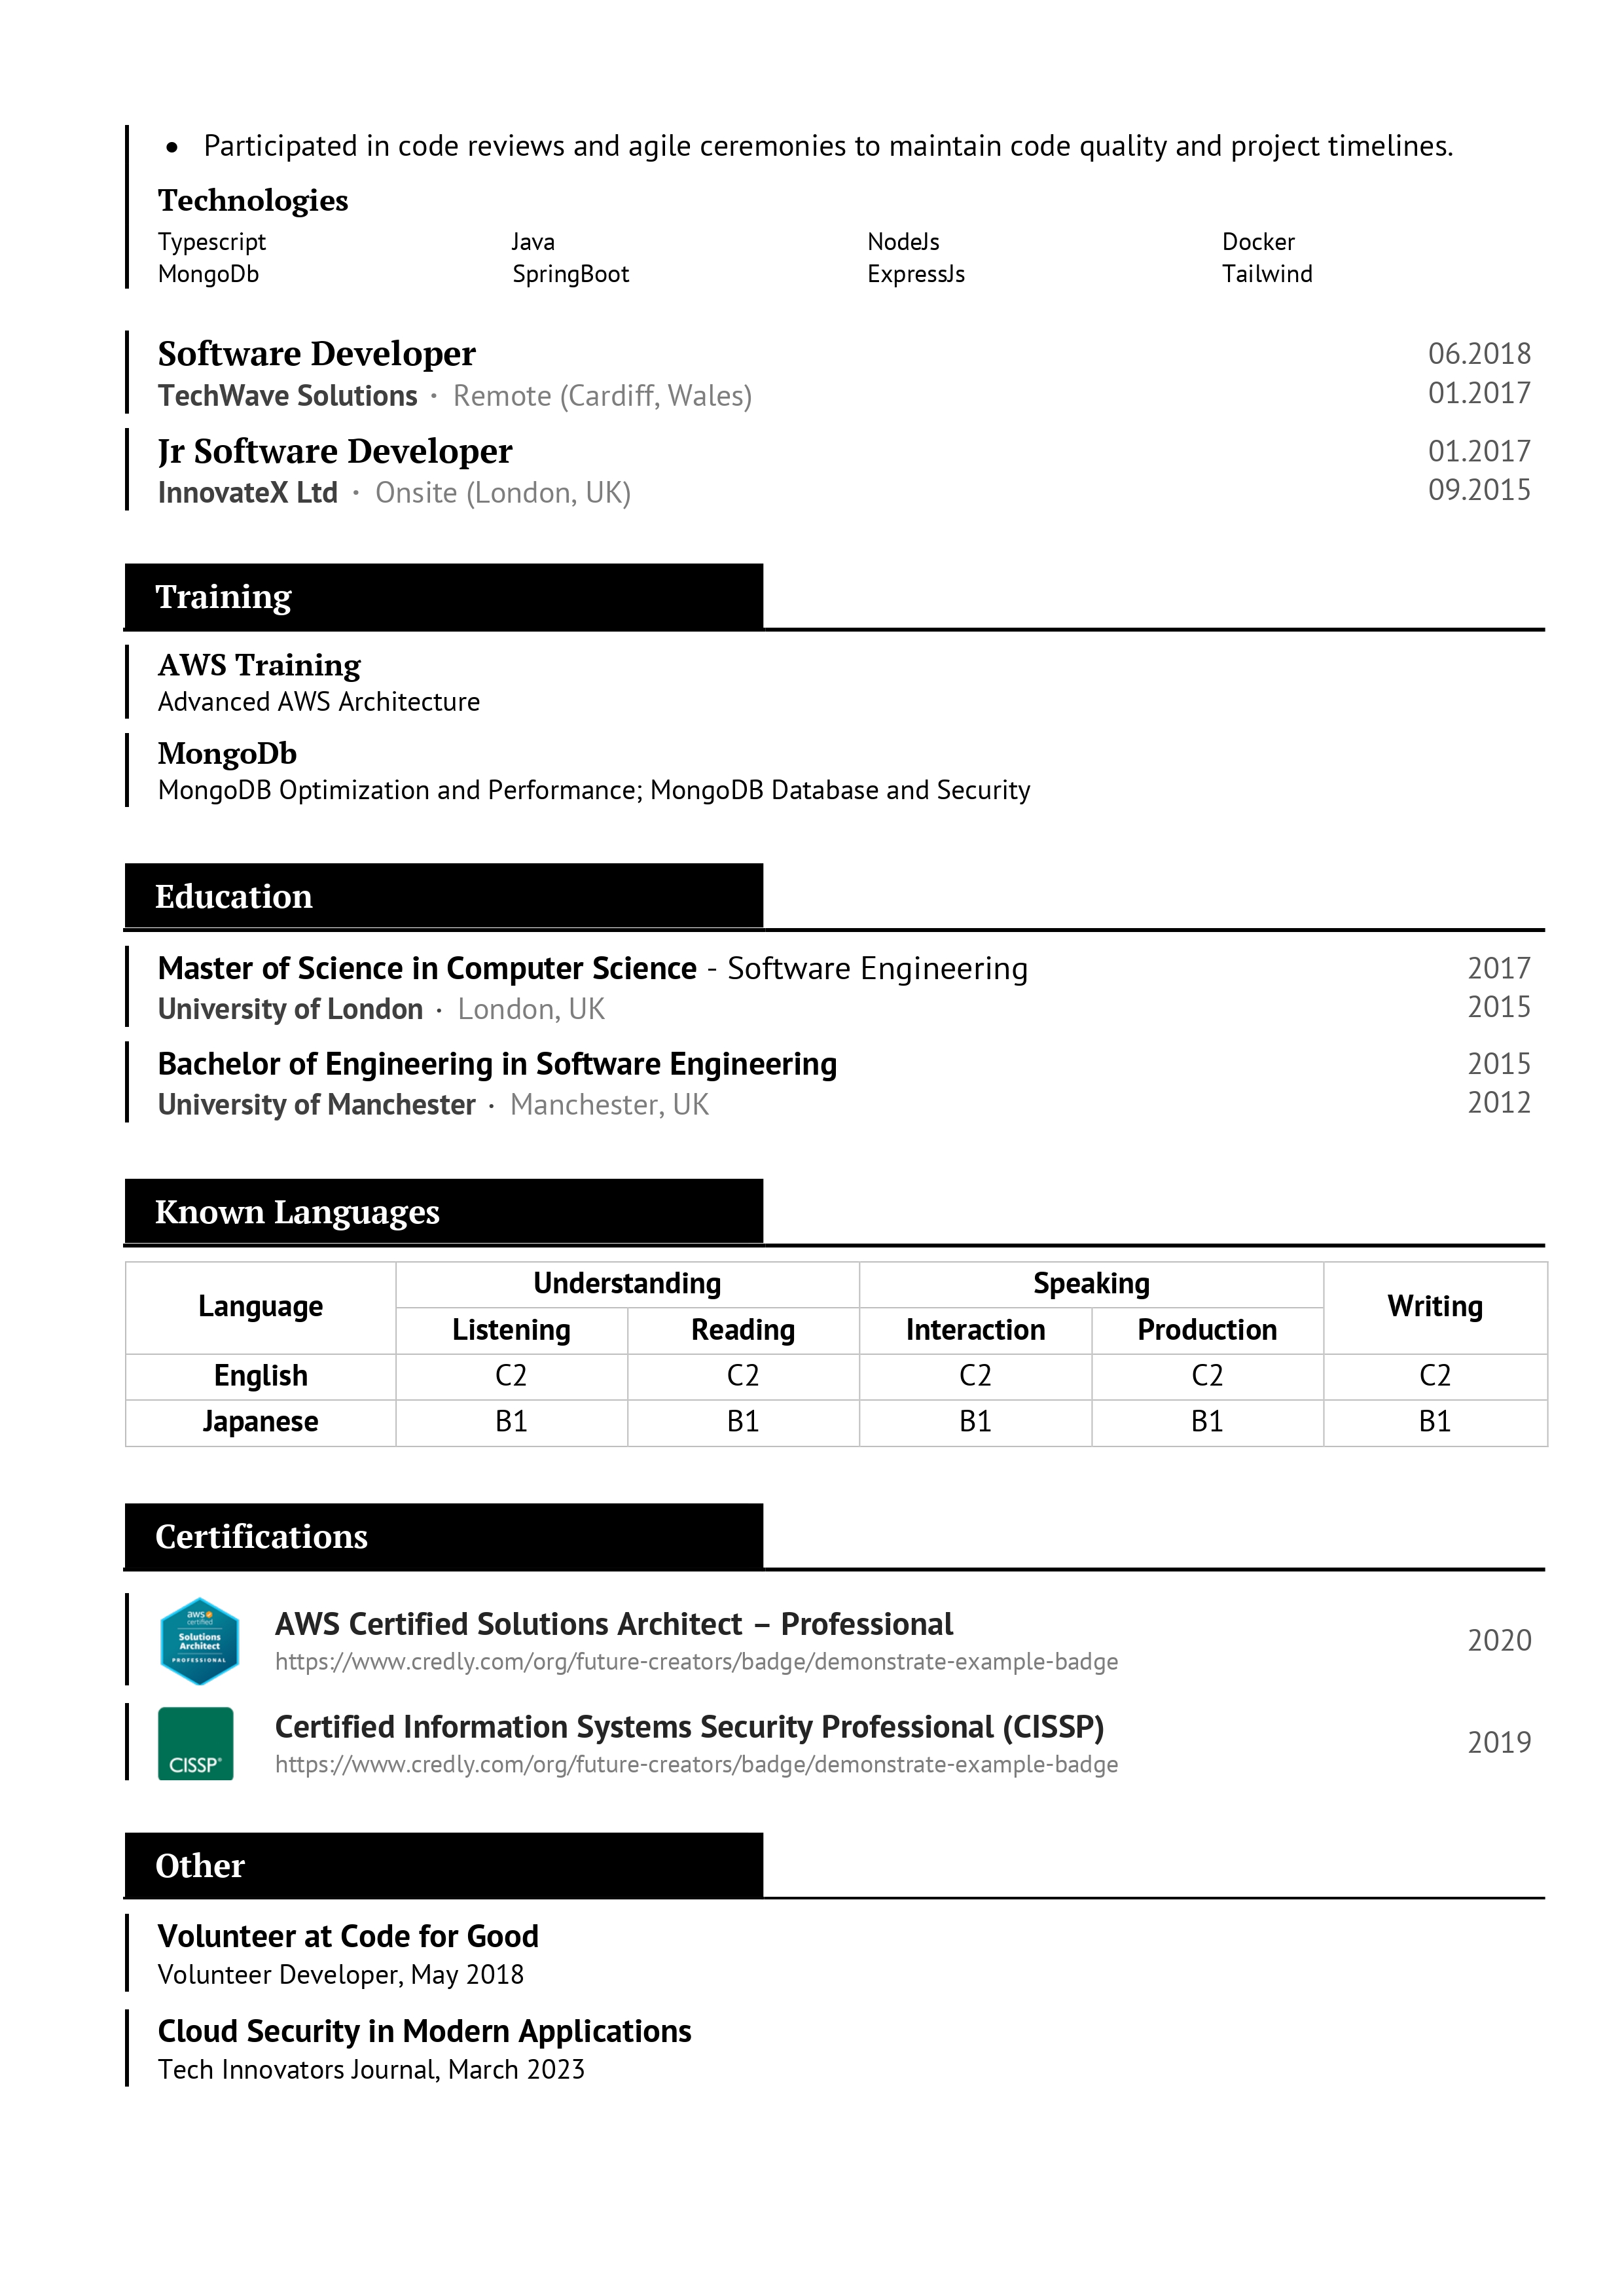 • Participated in code reviews and agile ceremonies to maintain code quality and project timelines.
Technologies
Typescript Java NodeJs Docker
MongoDb SpringBoot ExpressJs Tailwind
Software Developer 06.2018
TechWave Solutions · Remote (Cardiff, Wales) 01.2017
Jr Software Developer 01.2017
InnovateX Ltd · Onsite (London, UK) 09.2015
Training
AWS Training
Advanced AWS Architecture
MongoDb
MongoDB Optimization and Performance; MongoDB Database and Security
Education
Master of Science in Computer Science - Software Engineering 2017
University of London · London, UK 2015
Bachelor of Engineering in Software Engineering 2015
University of Manchester · Manchester, UK 2012
Known Languages
Language Understanding Speaking Writing
Listening Reading Interaction Production
English C2 C2 C2 C2 C2
Japanese B1 B1 B1 B1 B1
Certifications
aws
certified
Solutions
Architect
PROFESSIONAL
AWS Certified Solutions Architect – Professional 2020
https://www.credly.com/org/future-creators/badge/demonstrate-example-badge
CISSP®
Certified Information Systems Security Professional (CISSP) 2019
https://www.credly.com/org/future-creators/badge/demonstrate-example-badge
Other
Volunteer at Code for Good
Volunteer Developer, May 2018
Cloud Security in Modern Applications
Tech Innovators Journal, March 2023